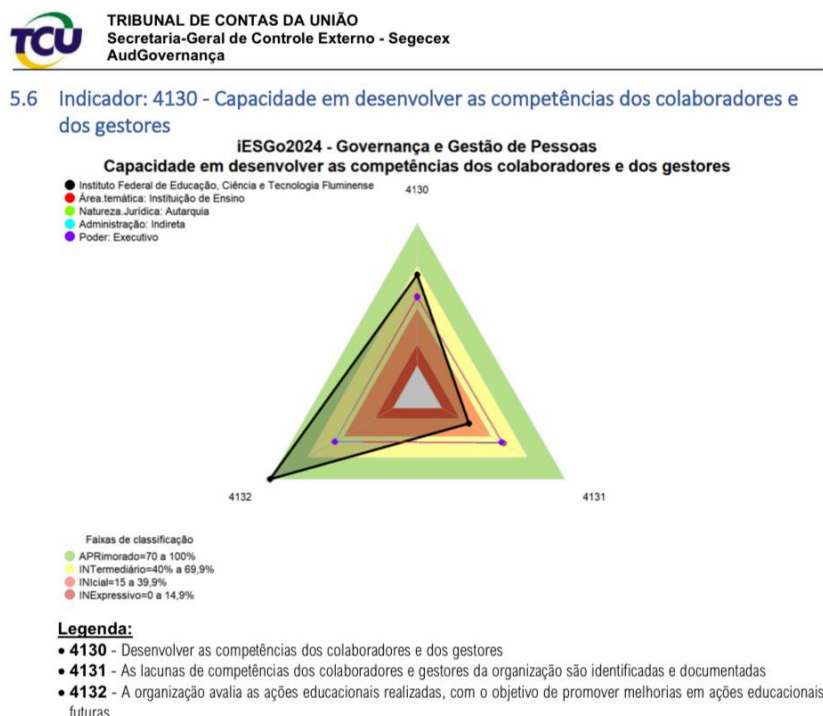 TCU
TRIBUNAL DE CONTAS DA UNIÃO
Secretaria-Geral de Controle Externo - Segecex
AudGovernança
5.6 Indicador: 4130 - Capacidade em desenvolver as competências dos colaboradores e
dos gestores
iESGo2024 - Governança e Gestão de Pessoas
Capacidade em desenvolver as competências dos colaboradores e dos gestores
Instituto Federal de Educação, Ciência e Tecnologia Fluminense
Área.temática: Instituição de Ensino
Natureza.Jurídica: Autarquia
Administração: Indireta
Poder: Executivo
4130
4132
4131
Faixas de classificação
APRimorado=70 a 100%
INTermediário=40% a 69,9%
INIcial=15 a 39,9%
INExpressivo=0 a 14,9%
Legenda:
• 4130 - Desenvolver as competências dos colaboradores e dos gestores
• 4131 - As lacunas de competências dos colaboradores e gestores da organização são identificadas e documentadas
• 4132 - A organização avalia as ações educacionais realizadas, com o objetivo de promover melhorias em ações educacionais
futuras